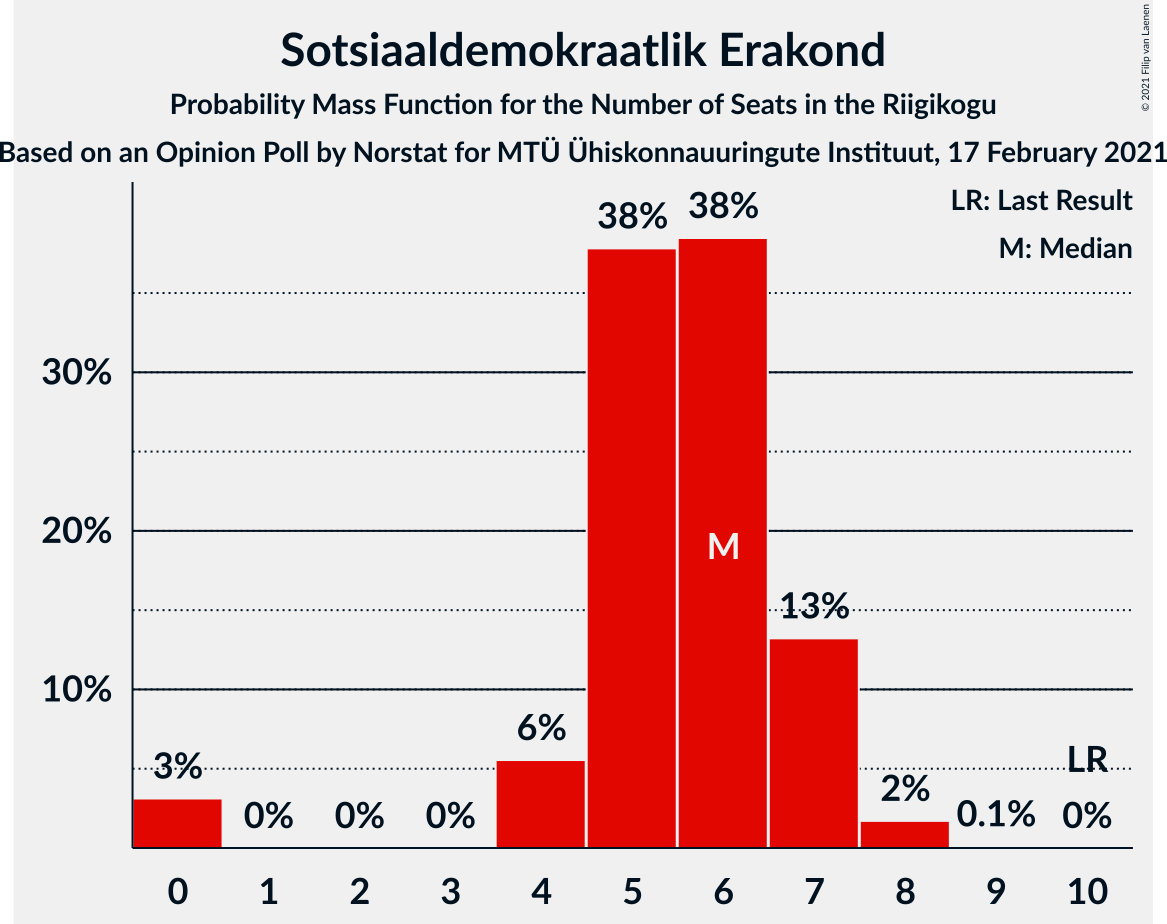 Sotsiaaldemokraatlik Erakond
Probability Mass Function for the Number of Seats in the Riigikogu
Based on an Opinion Poll by Norstat for MTÜ Ühiskonnauuringute Instituut, 17 February 2021
© 2021 Filip van Laenen
LR: Last Result
M: Median
38% 38%
30%
20%
M
13%
10%
6%
3% LR
2%
0% 0% 0% 0.1% 0%
0 1 2 3 4 5 6 7 8 9 10